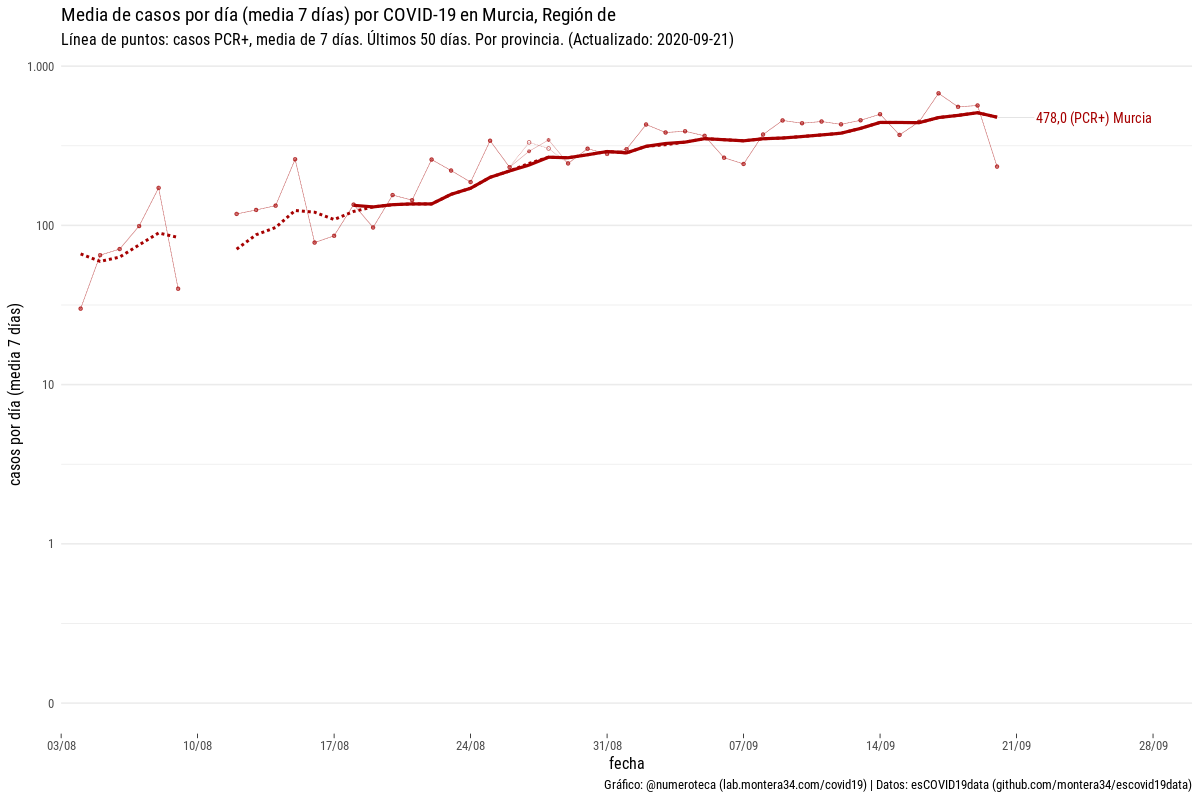 Media de casos por día (media 7 días) por COVID-19 en Murcia, Región de
Línea de puntos: casos PCR+, media de 7 días. Últimos 50 días. Por provincia. (Actualizado: 2020-09-21)
1.000
478,0 (PCR+) Murcia
100
casos por día (media 7 días)
10
1
0
03/08 10/08 17/08 24/08 31/08 07/09 14/09 21/09 28/09
fecha
Gráfico: @numeroteca (lab.montera34.com/covid19) | Datos: esCOVID19data (github.com/montera34/escovid19data)